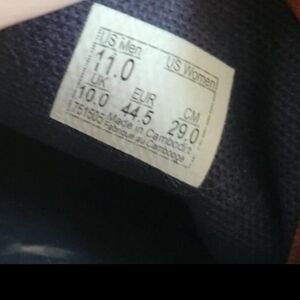 US Men US Women
11.0
UK EUR CM
10.0 44.5 29.0
751505 Made in Cambodia
Fabriqué au Cambodge